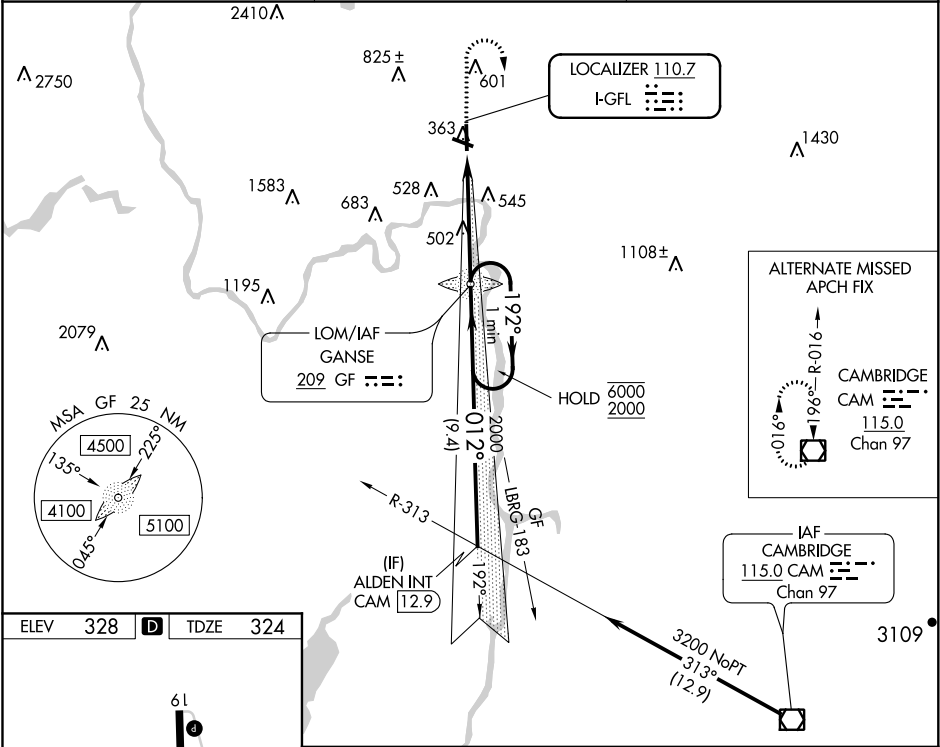 2410
2750
825 ±
601
LOCALIZER 110.7
I-GFL
363
1430
1583
683
528
545
502
1108±
1195
2079
LOM/IAF
GANSE
209 GF
192°
1 min
HOLD 6000
2000
ALTERNATE MISSED
APCH FIX
R-016
196°
016°
CAMBRIDGE
CAM
115.0
Chan 97
MSA GF 25 NM
4500
135°
225°
4100
5100
045°
012°
(9.4)
2000
GF
LBRG-183
R-313
(IF)
ALDEN INT
CAM 12.9
192°
IAF
CAMBRIDGE
115.0 CAM
Chan 97
3200 NoPT
313°
(12.9)
3109
ELEV 328 D TDZE 324
19
P